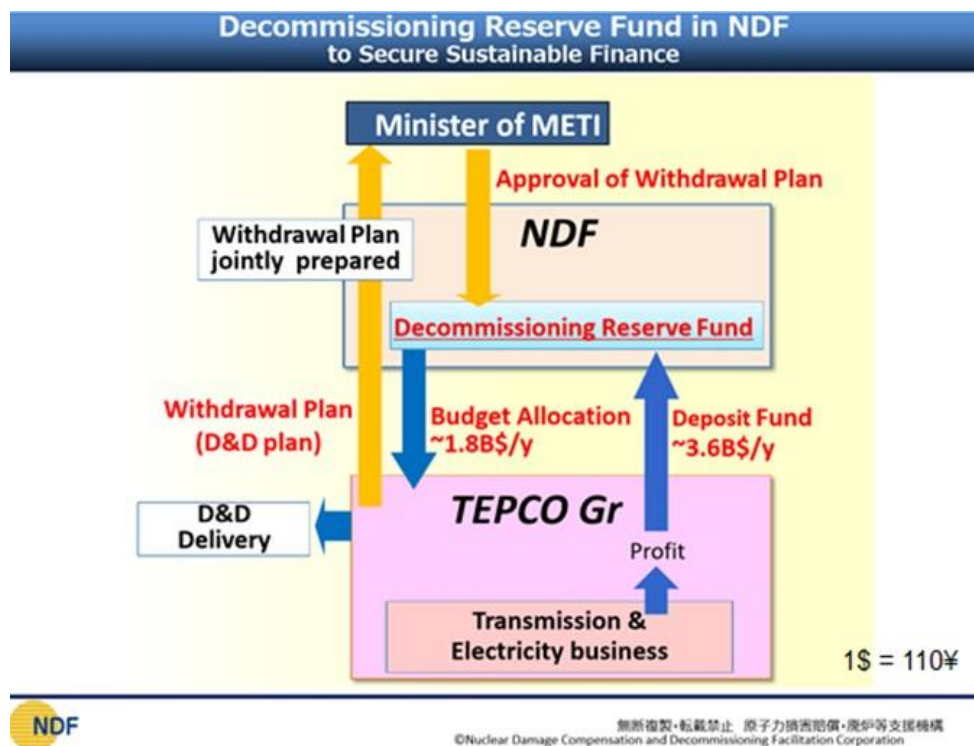 Decommissioning Reserve Fund in NDF
to Secure Sustainable Finance
Minister of METI
Approval of Withdrawal Plan
Withdrawal Plan
jointly prepared
NDF
Decommissioning Reserve Fund
Withdrawal Plan
(D&D plan)
Budget Allocation
~1.8B$/y
Deposit Fund
~3.6B$/y
D&D
Delivery
TEPCO Gr
Profit
Transmission &
Electricity business
1$ = 110¥
NDF
無断複製・転載禁止 原子力損害賠償・廃炉等支援機構
©Nuclear Damage Compensation and Decommissioning Facilitation Corporation